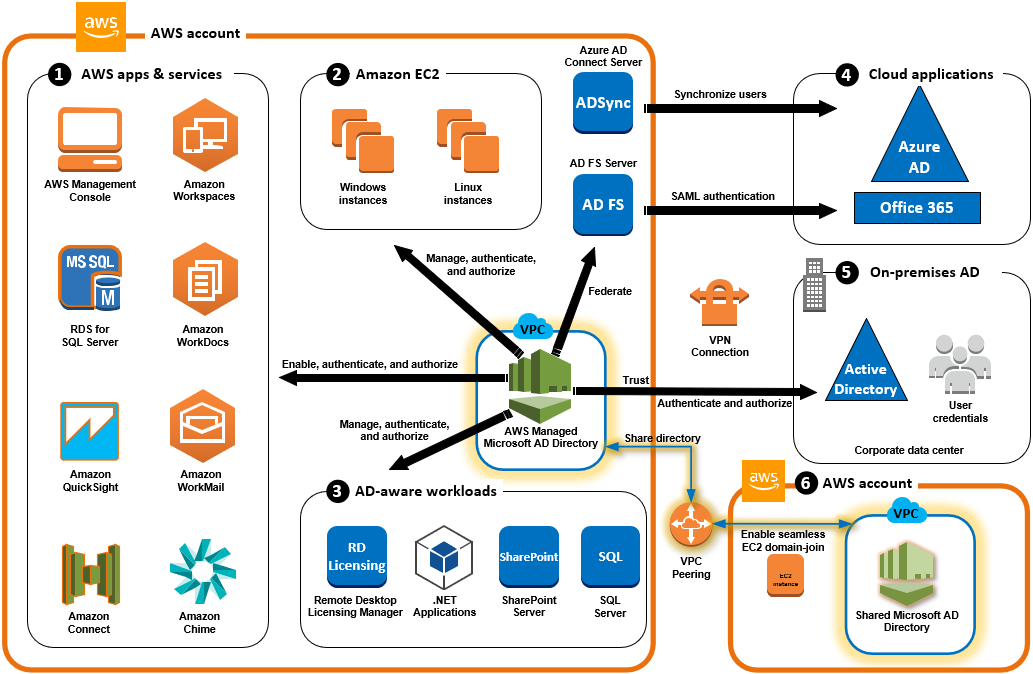 aws
AWS account
1
AWS apps & services
AWS Management
Console
Amazon
Workspaces
MS SQL
M
RDS for
SQL Server
Amazon
WorkDocs
Amazon
QuickSight
Amazon
WorkMail
Amazon
Connect
Amazon
Chime
2
Amazon EC2
Windows
instances
Linux
instances
Azure AD
Connect Server
ADSync
AD FS Server
AD FS
Synchronize users
SAML authentication
4
Cloud applications
Azure
AD
Office 365
Manage, authenticate,
and authorize
Federate
Enable, authenticate, and authorize
Manage, authenticate,
and authorize
VPC
AWS Managed
Microsoft AD Directory
VPN
Connection
Trust
Authenticate and authorize
Share directory
5
On-premises AD
Active
Directory
User
credentials
Corporate data center
3
AD-aware workloads
RD
Licensing
Remote Desktop
Licensing Manager
.NET
Applications
SharePoint
SharePoint
Server
SQL
SQL
Server
VPC
Peering
aws
6
AWS account
Enable seamless
EC2 domain-join
EC2
instance
VPC
Shared Microsoft AD
Directory